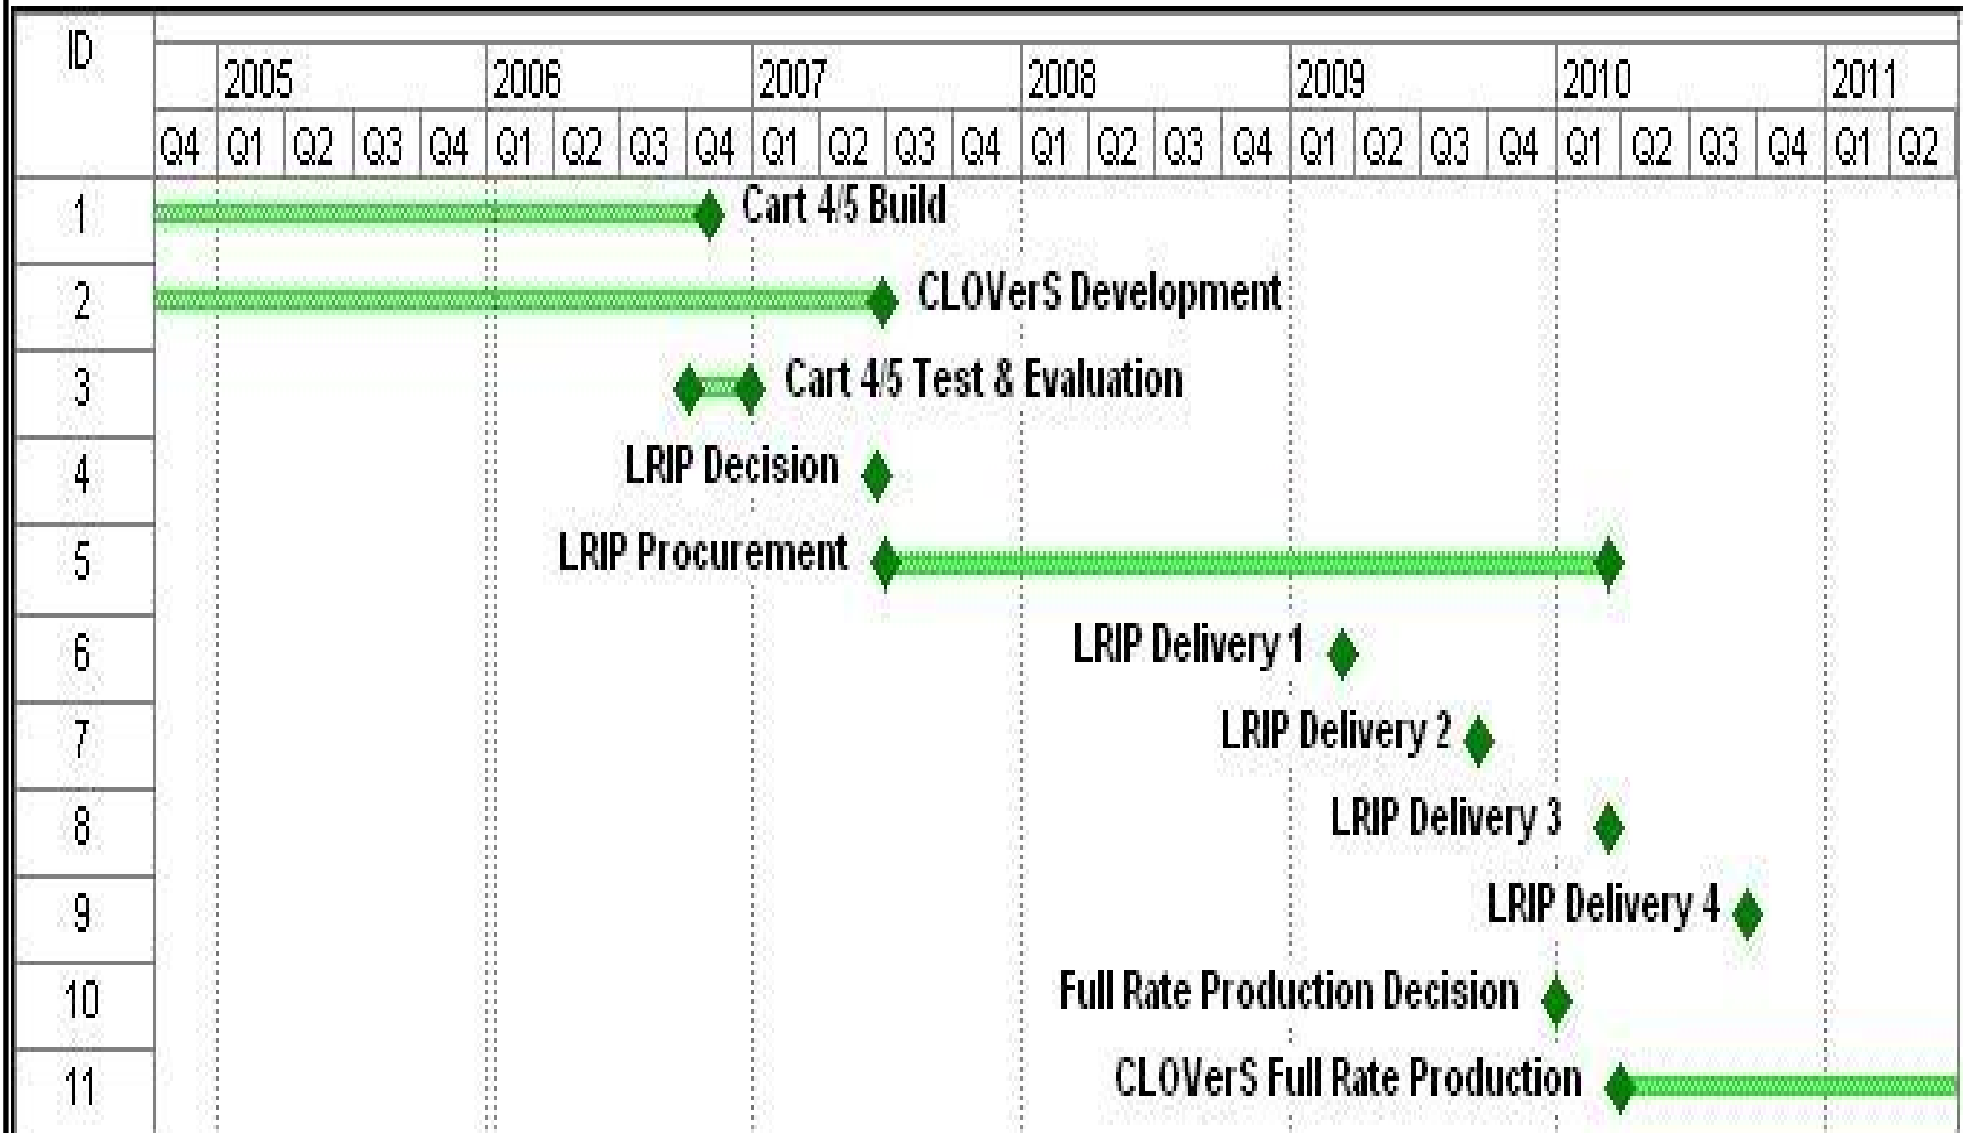 ID
2005 2006 2007 2008 2009 2010 2011
Q4 Q1 Q2 Q3 Q4 Q1 Q2 Q3 Q4 Q1 Q2 Q3 Q4 Q1 Q2 Q3 Q4 Q1 Q2 Q3 Q4 Q1 Q2 Q3 Q4 Q1 Q2
1 Cart 4/5 Build
2 CLOVerS Development
3 Cart 4/5 Test & Evaluation
4 LRIP Decision
5 LRIP Procurement
6 LRIP Delivery 1
7 LRIP Delivery 2
8 LRIP Delivery 3
9 LRIP Delivery 4
10 Full Rate Production Decision
11 CLOVerS Full Rate Production